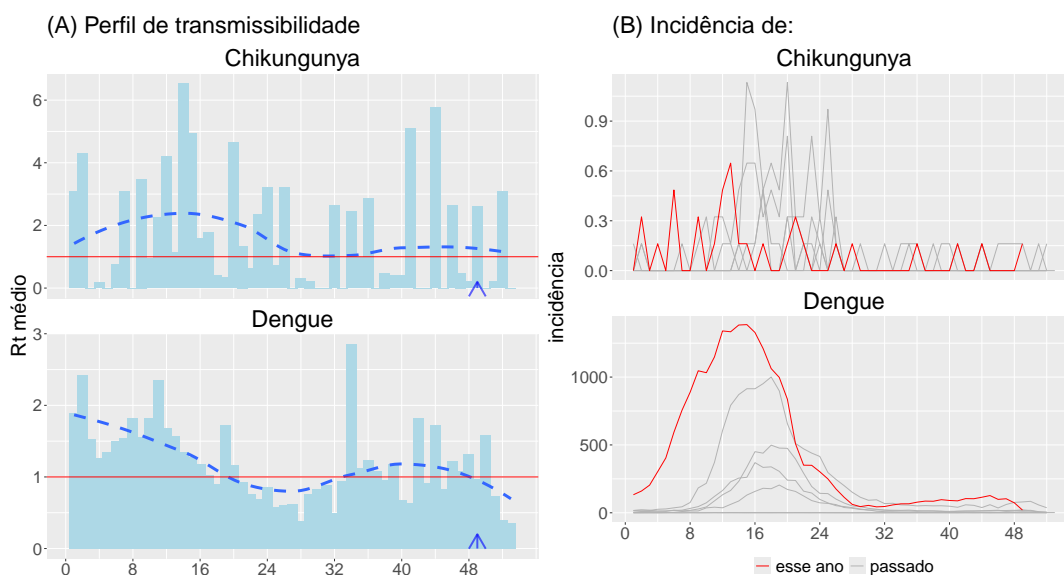 (A) Perfil de transmissibilidade
Chikungunya
6
4
2
0
Dengue
3
2
1
0
0 8 16 24 32 40 48
Rt médio
(B) Incidência de:
Chikungunya
0.9
0.6
0.3
0.0
Dengue
1000
500
0
0 8 16 24 32 40 48
incidência
esse ano passado